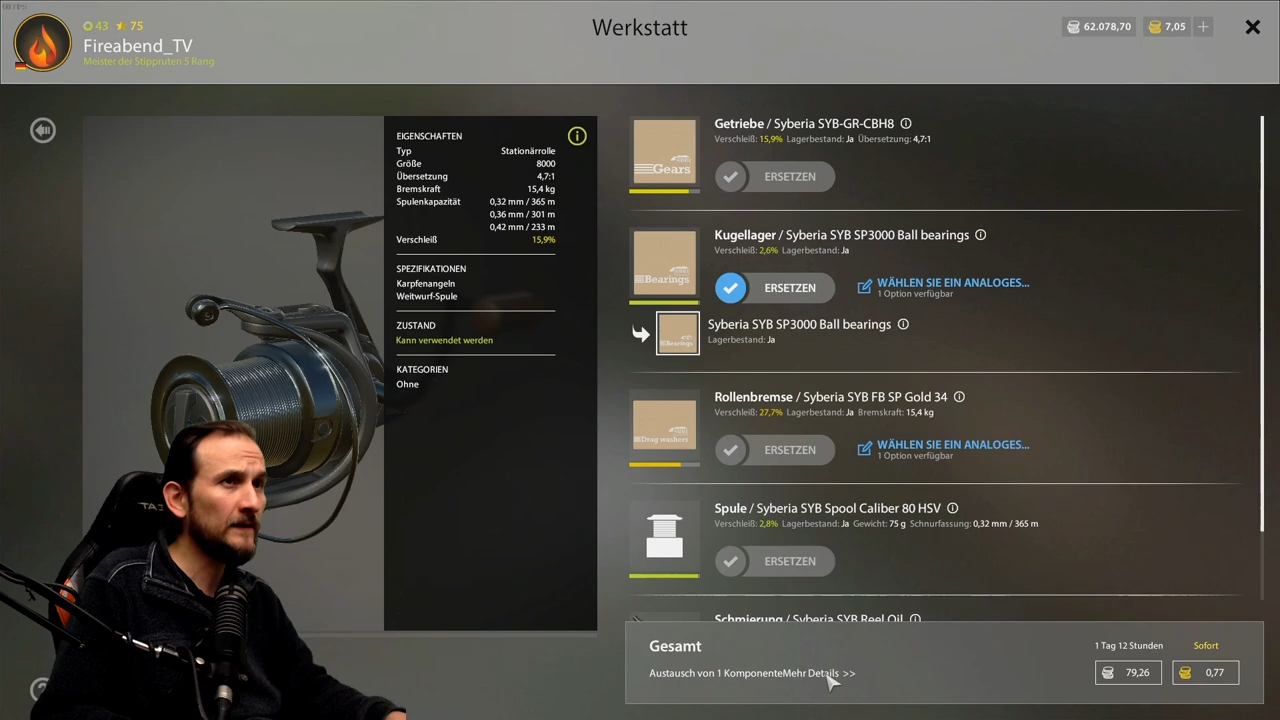 43 75
Fireabend_TV
Meister der Stippruten 5 Rang
Werkstatt
62.078,70
7,05
EIGENSCHAFTEN
Typ Stationärrolle
Größe 8000
Übersetzung 4,7:1
Bremskraft 15,4 kg
Spulenkapazität 0,32 mm / 365 m
0,36 mm / 301 m
0,42 mm / 233 m
Verschleiß 15,9%
SPEZIFIKATIONEN
Karpfenangeln
Weitwurf-Spule
ZUSTAND
Kann verwendet werden
KATEGORIEN
Ohne
Getriebe / Syberia SYB-GR-CBH8
Verschleiß: 15,9% Lagerbestand: Ja Übersetzung: 4,7:1
Gears
ERSETZEN
Kugellager / Syberia SYB SP3000 Ball bearings
Verschleiß: 2,6% Lagerbestand: Ja
Bearings
ERSETZEN
WÄHLEN SIE EIN ANALOGES...
1 Option verfügbar
Syberia SYB SP3000 Ball bearings
Lagerbestand: Ja
Bearings
Rollenbremse / Syberia SYB FB SP Gold 34
Verschleiß: 27,7% Lagerbestand: Ja Bremskraft: 15,4 kg
Drag washers
ERSETZEN
WÄHLEN SIE EIN ANALOGES...
1 Option verfügbar
Spule / Syberia SYB Spool Caliber 80 HSV
Verschleiß: 2,8% Lagerbestand: Ja Gewicht: 75 g Schnurfassung: 0,32 mm / 365 m
ERSETZEN
Schmierung / Syberia SYB Reel Oil
Gesamt
Austausch von 1 KomponenteMehr Details >>
1 Tag 12 Stunden
79,26
Sofort
0,77